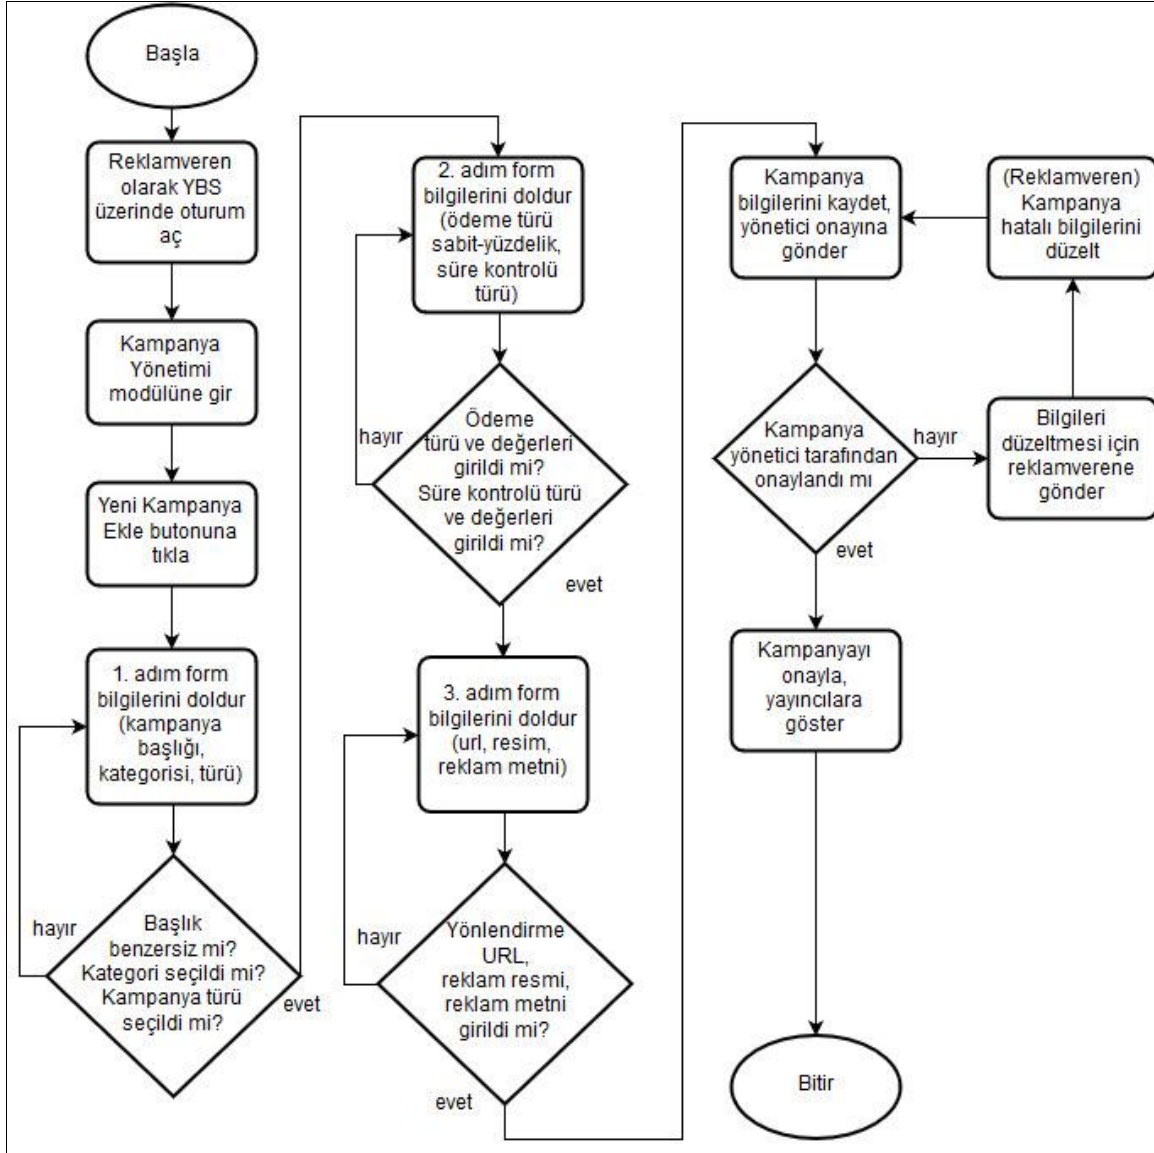 Başla
Reklamveren
olarak YBS
üzerinde oturum
aç
Kampanya
Yönetimi
modülüne gir
Yeni Kampanya
Ekle butonuna
tıkla
1. adım form
bilgilerini doldur
(kampanya
başlığı,
kategorisi, türü)
hayır
Başlık
benzersiz mi?
Kategori seçildi mi?
Kampanya türü
seçildi mi?
evet
2. adım form
bilgilerini doldur
(ödeme türü
sabit-yüzdelik,
süre kontrolü
türü)
hayır
Ödeme
türü ve değerleri
girildi mi?
Süre kontrolü türü
ve değerleri
girildi mi?
evet
3. adım form
bilgilerini doldur
(url, resim,
reklam metni)
hayır
Yönlendirme
URL,
reklam resmi,
reklam metni
girildi mi?
evet
Kampanya
bilgilerini kaydet,
yönetici onayına
gönder
Kampanya
yönetici tarafından
onaylandı mı
hayır
Bilgileri
düzeltmesi için
reklamverene
gönder
(Reklamveren)
Kampanya
hatalı bilgilerini
düzelt
evet
Kampanyayı
onayla,
yayıncılara
göster
Bitir